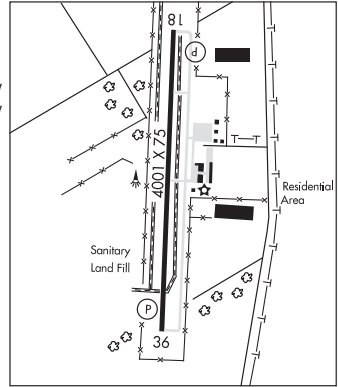 18
P
4001 X 75
Residential
Area
Sanitary
Land Fill
P
36